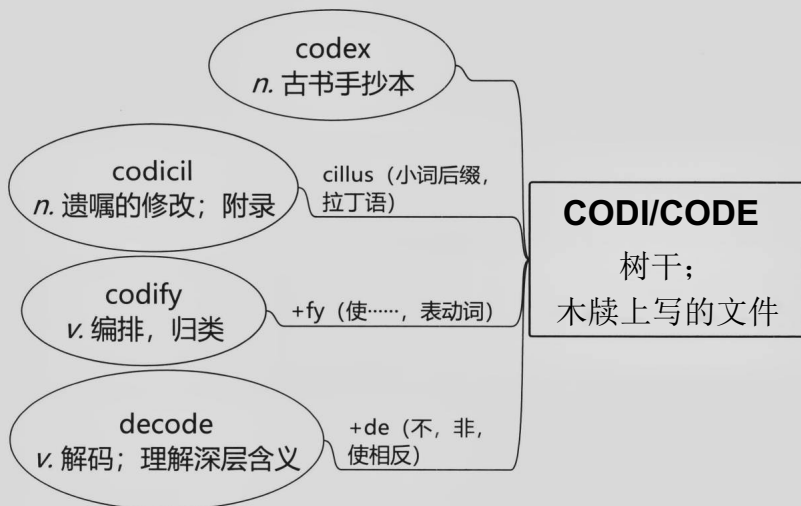 codex
n. 古书手抄本
codicil
n. 遗嘱的修改；附录
cillus（小词后缀，
拉丁语）
codify
v. 编排，归类
+fy（使……，表动词）
decode
v. 解码；理解深层含义
+de（不，非，
使相反）
CODI/CODE
树干；
木牍上写的文件